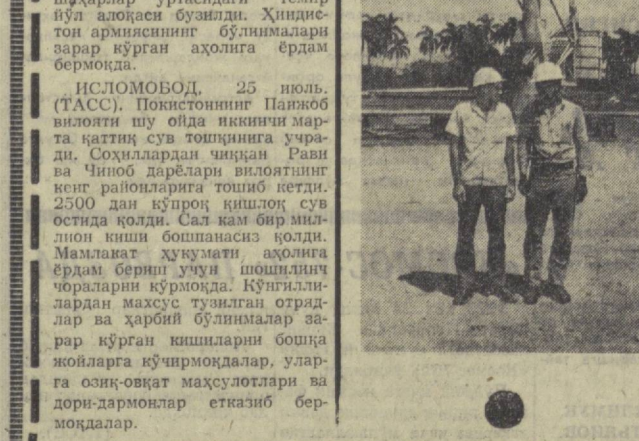 шаҳарлар ўртасидаги темир
йўл алоқаси бузилди. Ҳиндис-
тон армиясининг бўлинмалари
зарар кўрган аҳолига ёрдам
бермоқда.
ИСЛОМОБОД, 25 июль.
(ТАСС). Покистоннинг Панжоб
вилояти шу ойда иккинчи мар-
та қаттиқ сув тошқинига учра-
ди. Соҳиллардан чиққан Рави
ва Чиноб дарёлари вилоятнинг
кенг районларига тошиб кетди.
2500 дан кўпроқ қишлоқ сув
остида қолди. Сал кам бир мил-
лион киши бошпанасиз қолди.
Мамлакат ҳукумати аҳолига
ёрдам бериш учун шошилинч
чораларни кўрмоқда. Кўнгилли-
лардан махсус тузилган отряд-
лар ва ҳарбий бўлинмалар за-
рар кўрган кишиларни бошқа
жойларга кўчирмоқдалар, улар-
га озиқ-овқат маҳсулотлари ва
дори-дармонлар етказиб бер-
моқдалар.